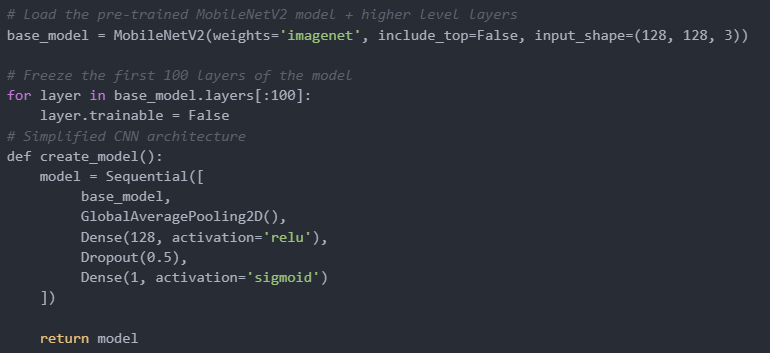 # Load the pre-trained MobileNetV2 model + higher level layers
base_model = MobileNetV2(weights='imagenet', include_top=False, input_shape=(128, 128, 3))

# Freeze the first 100 layers of the model
for layer in base_model.layers[:100]:
    layer.trainable = False
# Simplified CNN architecture
def create_model():
    model = Sequential([
         base_model,
         GlobalAveragePooling2D(),
         Dense(128, activation='relu'),
         Dropout(0.5),
         Dense(1, activation='sigmoid')
    ])

    return model